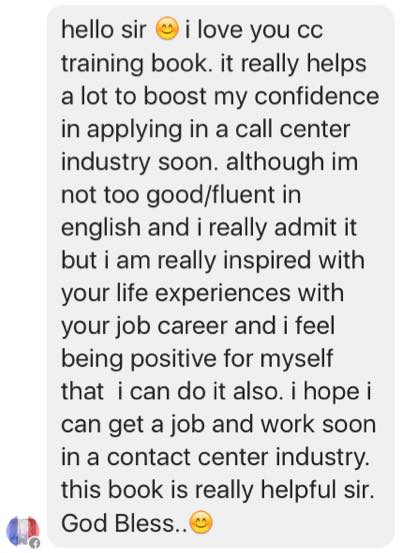 hello sir 😊 i love you cc
training book. it really helps
a lot to boost my confidence
in applying in a call center
industry soon. although im
not too good/fluent in
english and i really admit it
but i am really inspired with
your life experiences with
your job career and i feel
being positive for myself
that  i can do it also. i hope i
can get a job and work soon
in a contact center industry.
this book is really helpful sir.
God Bless..😊